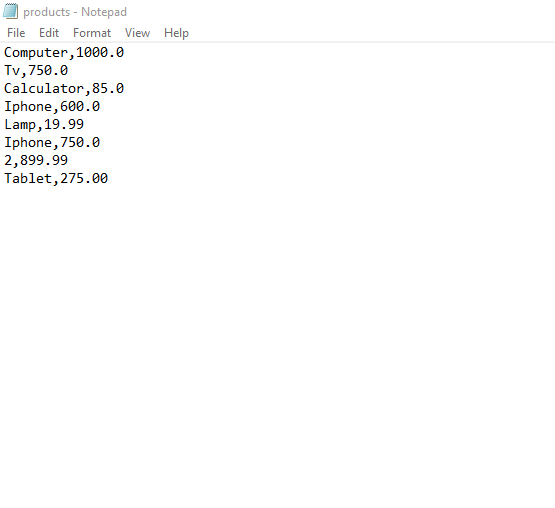 products - Notepad
File Edit Format View Help
Computer,1000.0
Tv,750.0
Calculator,85.0
Iphone,600.0
Lamp,19.99
Iphone,750.0
2,899.99
Tablet,275.00